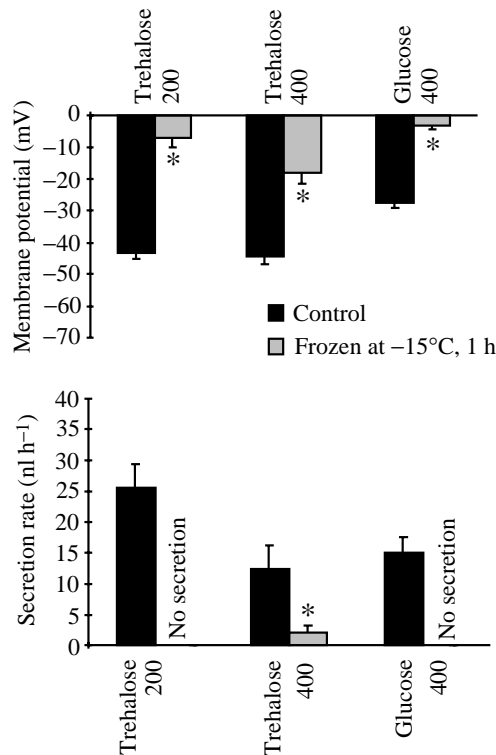 Trehalose
200
Trehalose
400
Glucose
400
Membrane potential (mV)
0
−10
−20
−30
−40
−50
−60
−70
*
*
*
Control
Frozen at −15°C, 1 h
Secretion rate (nl h−1)
40
35
30
25
20
15
10
5
0
No secretion
*
No secretion
Trehalose
200
Trehalose
400
Glucose
400